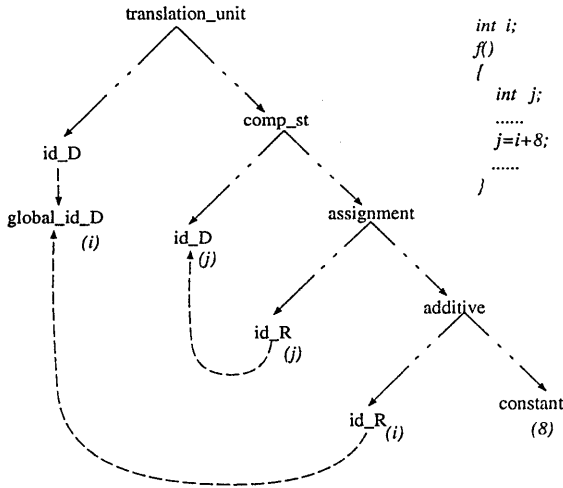 translation_unit
int i;
f()
{
int j;
......
j=i+8;
......
}
comp_st
id_D
global_id_D
(i)
id_D
(j)
assignment
id_R
(j)
additive
id_R
(i)
constant
(8)